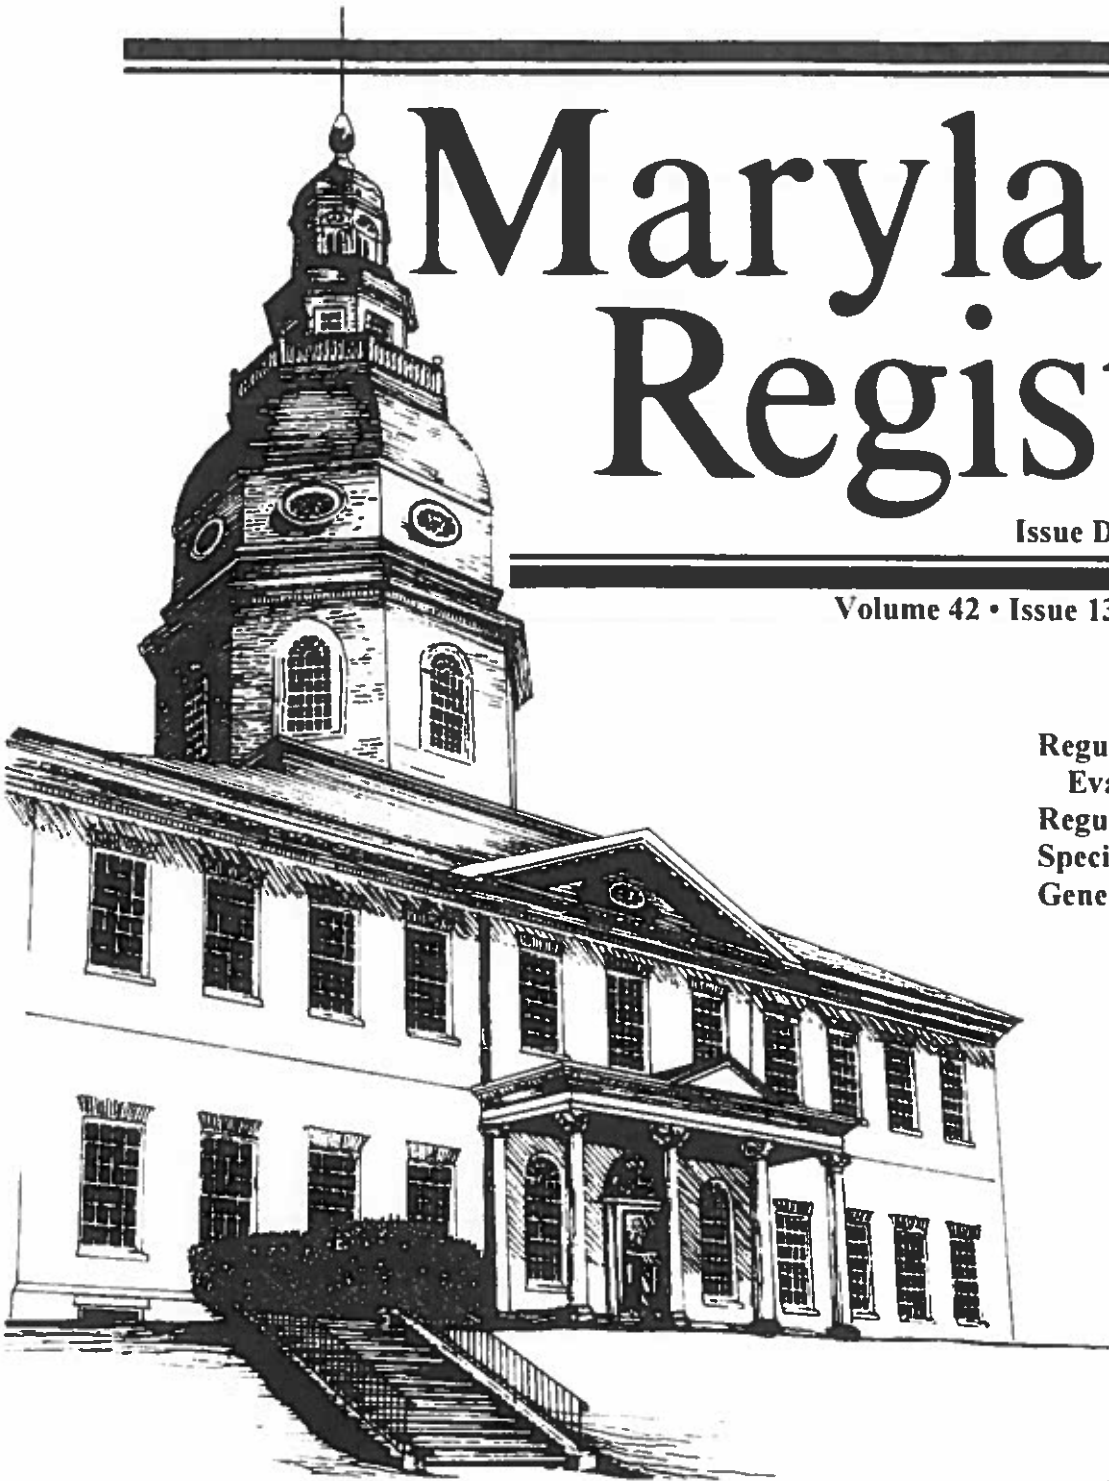 Maryla
Regis
Issue D
Volume 42 • Issue 13
Regu
Eva
Regu
Speci
Gene